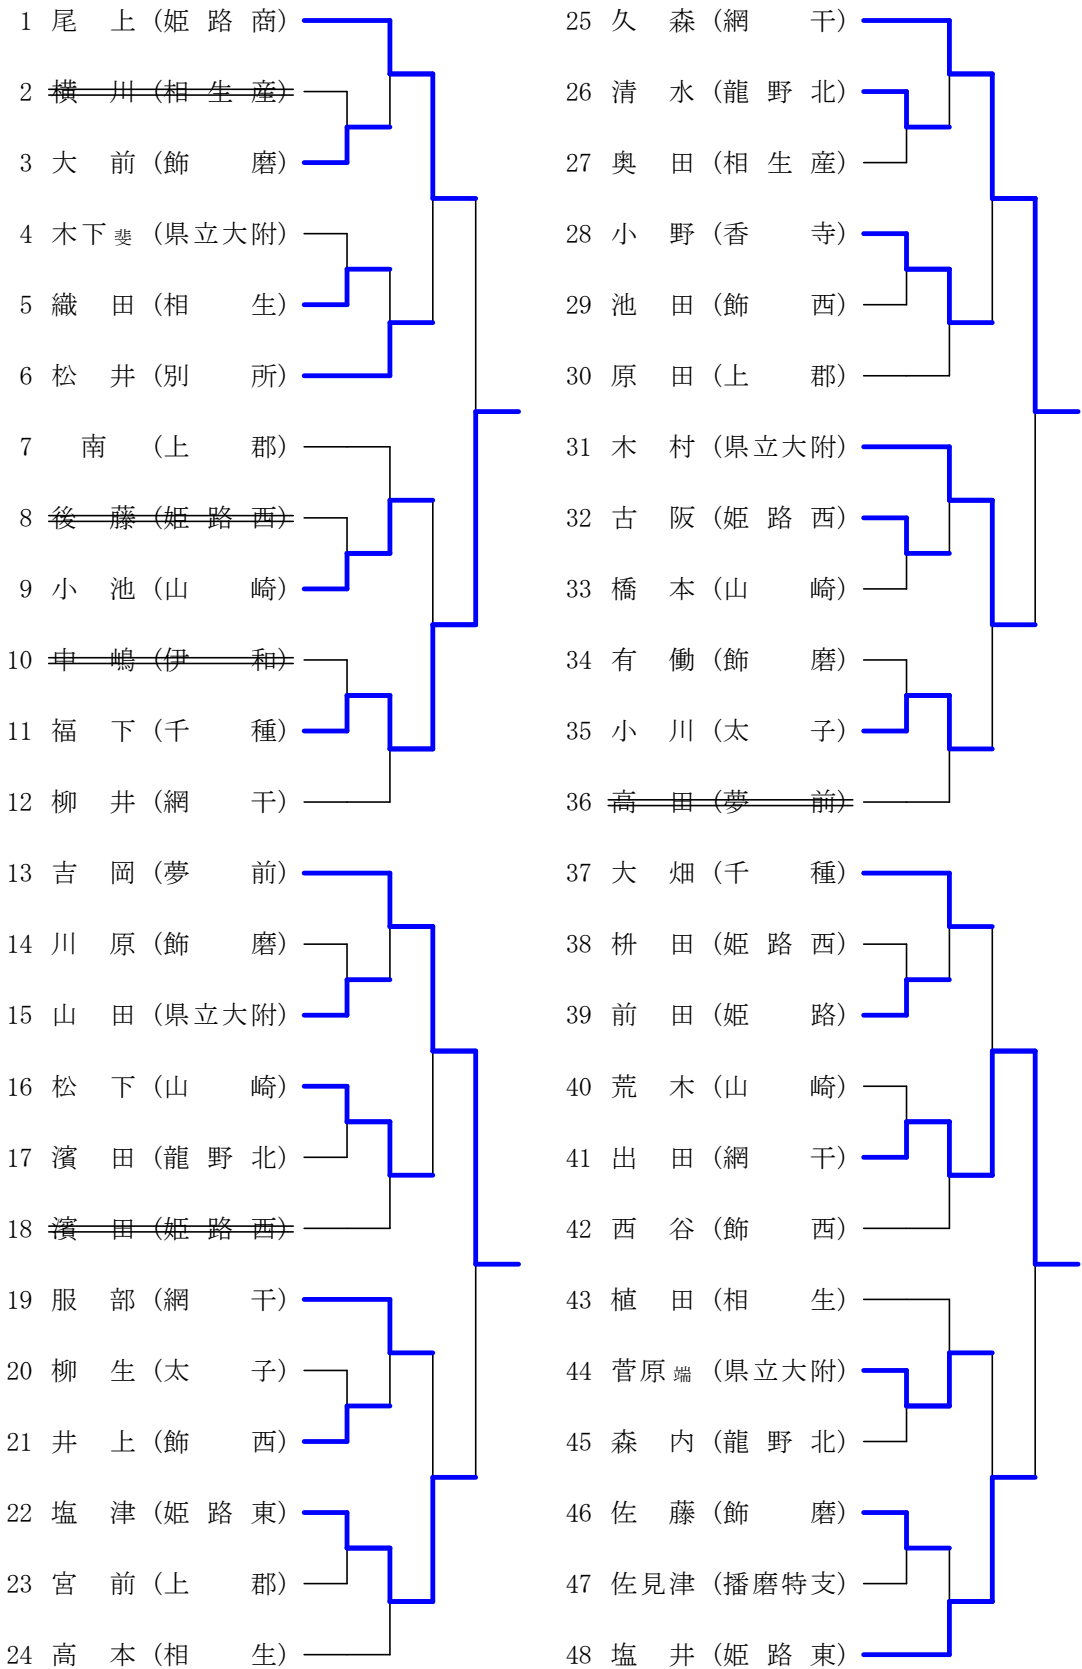 1 尾 上 (姫 路 商)
2 横 川 (相 生 産)
3 大 前 (飾 磨)
4 木下 斐 (県立大附)
5 織 田 (相 生)
6 松 井 (別 所)
7 南 (上 郡)
8 後 藤 (姫 路 西)
9 小 池 (山 崎)
10 中 嶋 (伊 和)
11 福 下 (千 種)
12 柳 井 (網 干)
13 吉 岡 (夢 前)
14 川 原 (飾 磨)
15 山 田 (県立大附)
16 松 下 (山 崎)
17 濱 田 (龍 野 北)
18 濱 田 (姫 路 西)
19 服 部 (網 干)
20 柳 生 (太 子)
21 井 上 (飾 西)
22 塩 津 (姫 路 東)
23 宮 前 (上 郡)
24 高 本 (相 生)
25 久 森 (網 干)
26 清 水 (龍 野 北)
27 奥 田 (相 生 産)
28 小 野 (香 寺)
29 池 田 (飾 西)
30 原 田 (上 郡)
31 木 村 (県立大附)
32 古 阪 (姫 路 西)
33 橋 本 (山 崎)
34 有 働 (飾 磨)
35 小 川 (太 子)
36 高 田 (夢 前)
37 大 畑 (千 種)
38 枡 田 (姫 路 西)
39 前 田 (姫 路)
40 荒 木 (山 崎)
41 出 田 (網 干)
42 西 谷 (飾 西)
43 植 田 (相 生)
44 菅原 端 (県立大附)
45 森 内 (龍 野 北)
46 佐 藤 (飾 磨)
47 佐見津 (播磨特支)
48 塩 井 (姫 路 東)